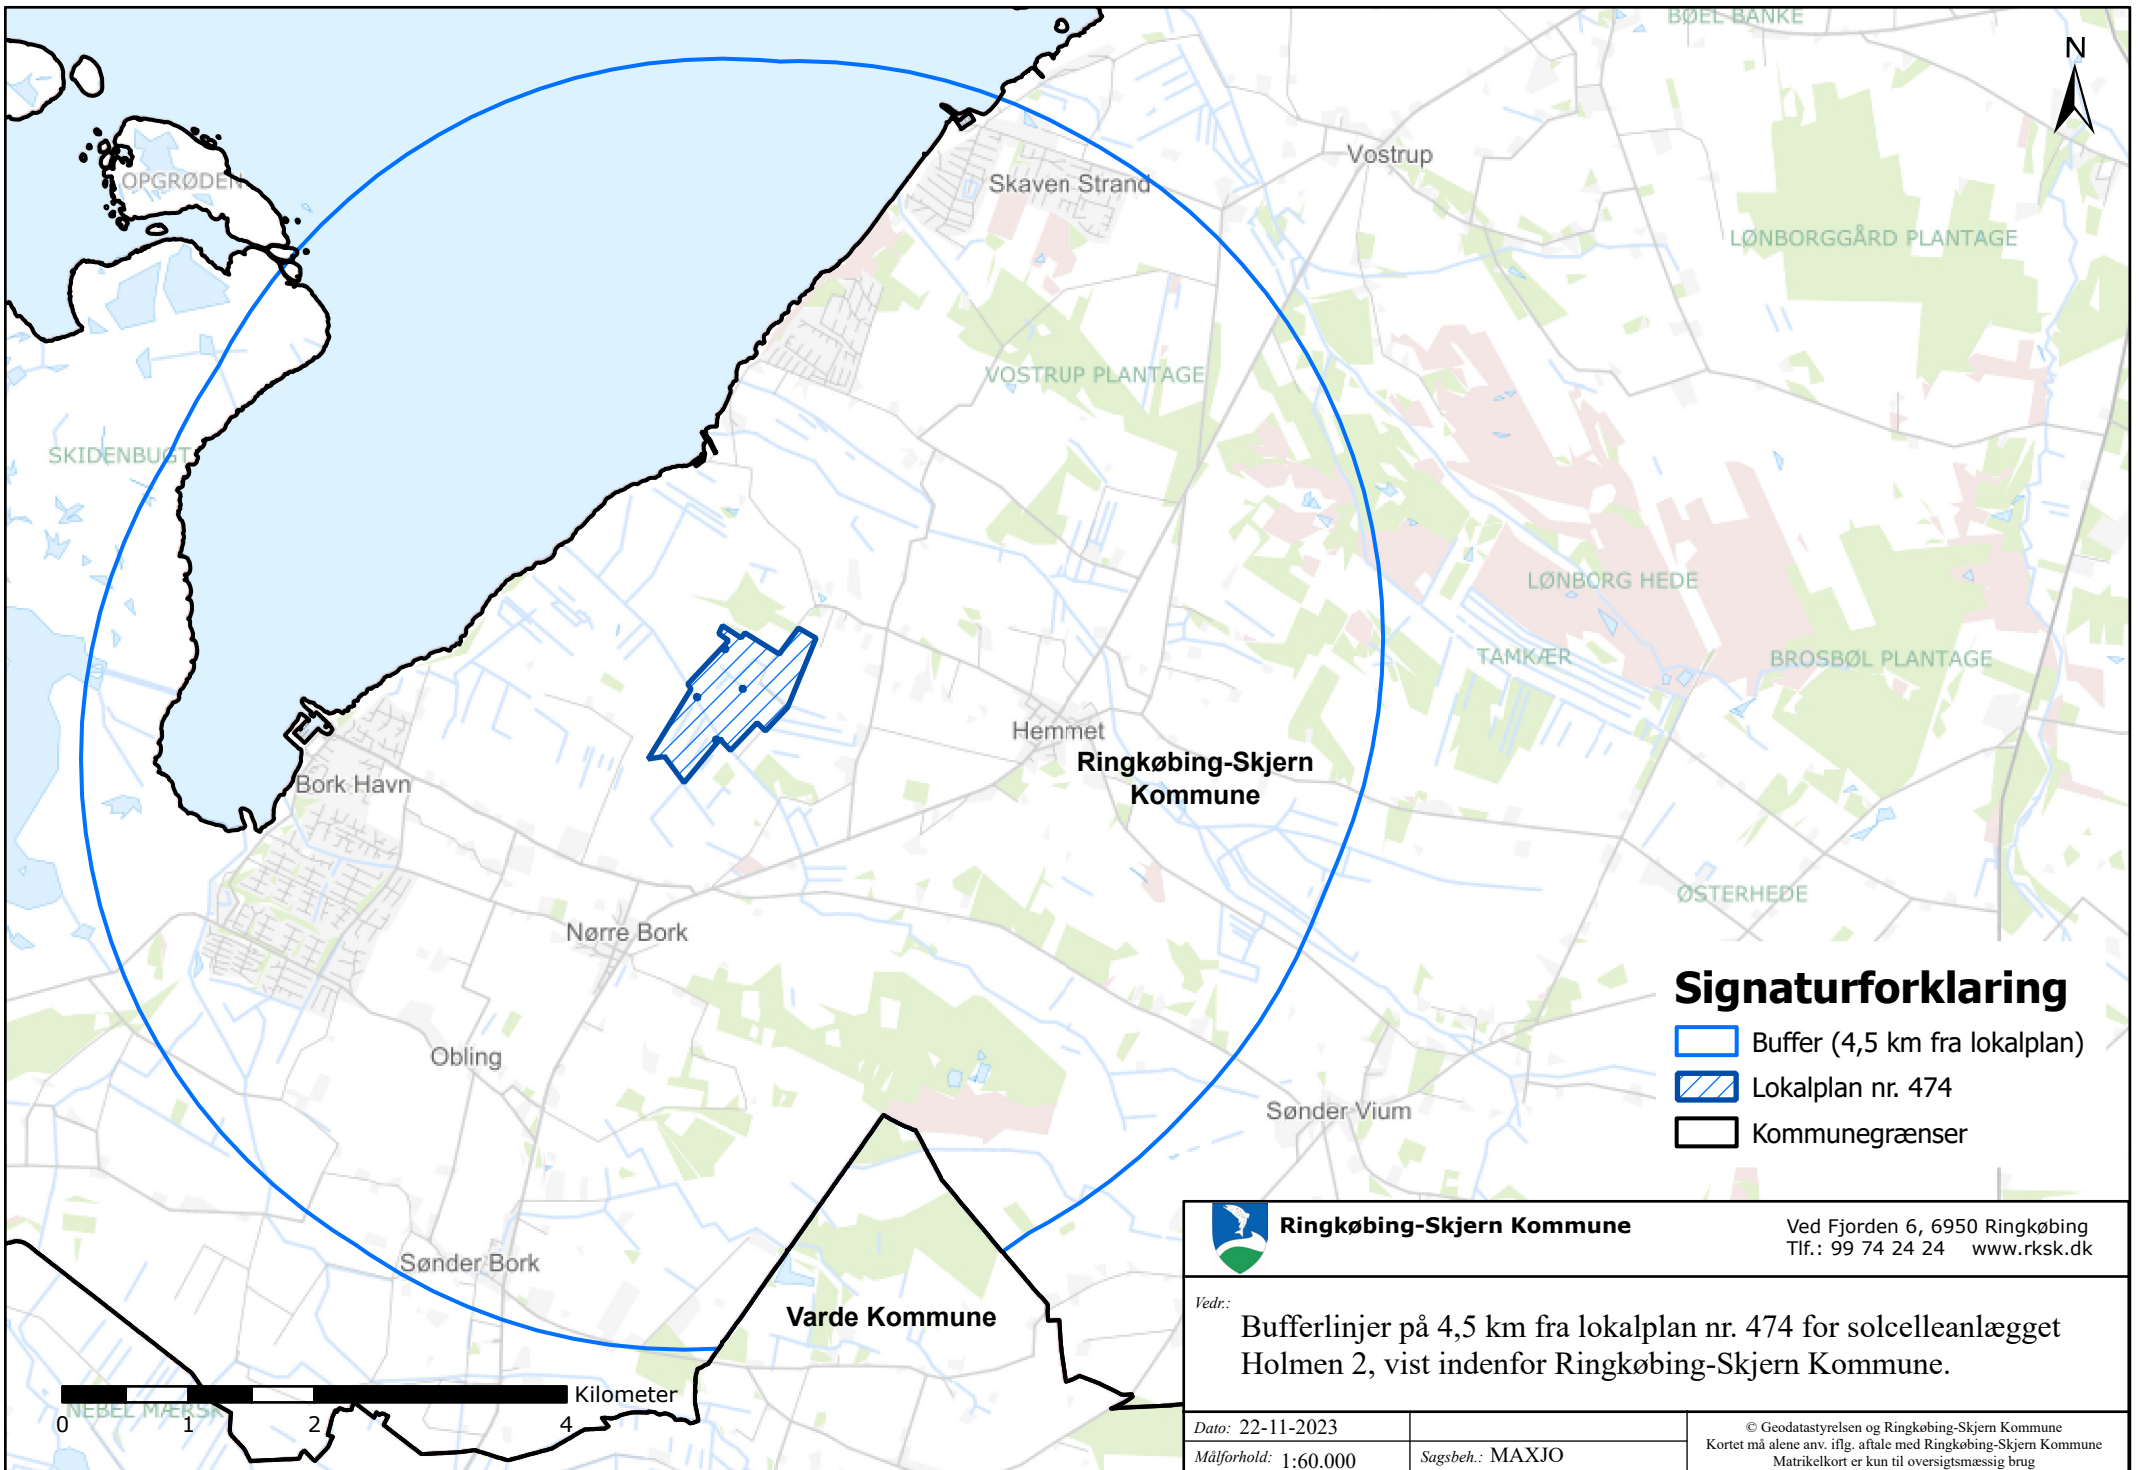 BØEL BANKE
N
Vostrup
OPGRØDEN
Skaven Strand
LØNBORGGÅRD PLANTAGE
VOSTRUP PLANTAGE
SKIDENBUGT
LØNBORG HEDE
TAMKÆR
BROSBØL PLANTAGE
Hemmet
Ringkøbing-Skjern
Kommune
Bork Havn
ØSTERHEDE
Nørre Bork
Signaturforklaring
Buffer (4,5 km fra lokalplan)
Obling
Lokalplan nr. 474
Sønder Vium
Kommunegrænser
Ringkøbing-Skjern Kommune
Ved Fjorden 6, 6950 Ringkøbing
Tlf.: 99 74 24 24 www.rksk.dk
Sønder Bork
Varde Kommune
Vedr.:
Bufferlinjer på 4,5 km fra lokalplan nr. 474 for solcelleanlægget
Holmen 2, vist indenfor Ringkøbing-Skjern Kommune.
Kilometer
NEBEL MÆRSK
0 1 2 4
Dato: 22-11-2023
Målforhold: 1:60.000
Sagsbeh.: MAXJO
© Geodatastyrelsen og Ringkøbing-Skjern Kommune
Kortet må alene anv. iflg. aftale med Ringkøbing-Skjern Kommune
Matrikelkort er kun til oversigtsmæssig brug